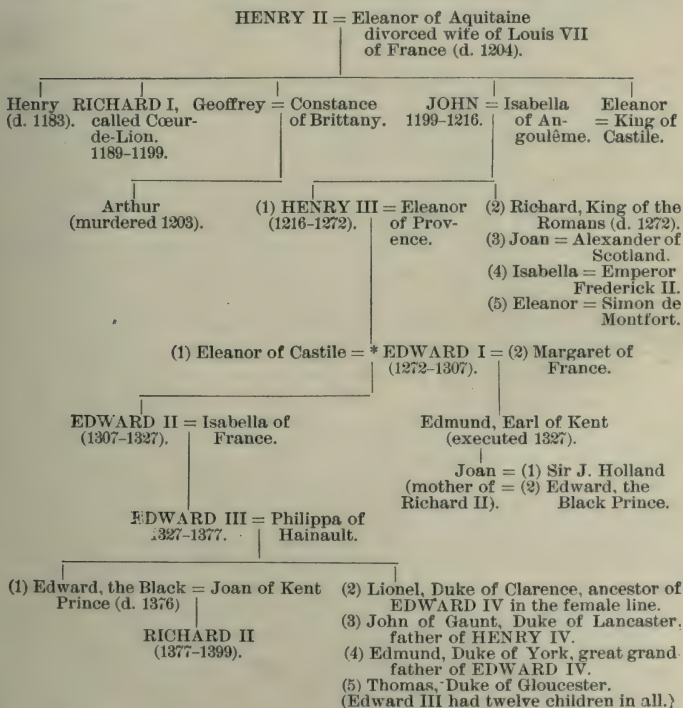 HENRY II = Eleanor of Aquitaine
divorced wife of Louis VII
of France (d. 1204).
Henry
(d. 1183).
RICHARD I,
called Cœur-
de-Lion.
1189-1199.
Geoffrey = Constance
of Brittany.
JOHN = Isabella
1199-1216. of An-
goulême.
Eleanor
= King of
Castile.
Arthur
(murdered 1203).
(1) HENRY III = Eleanor
(1216-1272). of Prov-
ence.
(2) Richard, King of the
Romans (d. 1272).
(3) Joan = Alexander of
Scotland.
(4) Isabella = Emperor
Frederick II.
(5) Eleanor = Simon de
Montfort.
(1) Eleanor of Castile = * EDWARD I = (2) Margaret of
(1272-1307). France.
EDWARD II = Isabella of
(1307-1327). France.
Edmund, Earl of Kent
(executed 1327).
Joan = (1) Sir J. Holland
(mother of = (2) Edward, the
Richard II). Black Prince.
EDWARD III = Philippa of
1327-1377. Hainault.
(1) Edward, the Black = Joan of Kent
Prince (d. 1376)
RICHARD II
(1377-1399).
(2) Lionel, Duke of Clarence, ancestor of
EDWARD IV in the female line.
(3) John of Gaunt, Duke of Lancaster,
father of HENRY IV.
(4) Edmund, Duke of York, great grand
father of EDWARD IV.
(5) Thomas, Duke of Gloucester.
(Edward III had twelve children in all.)